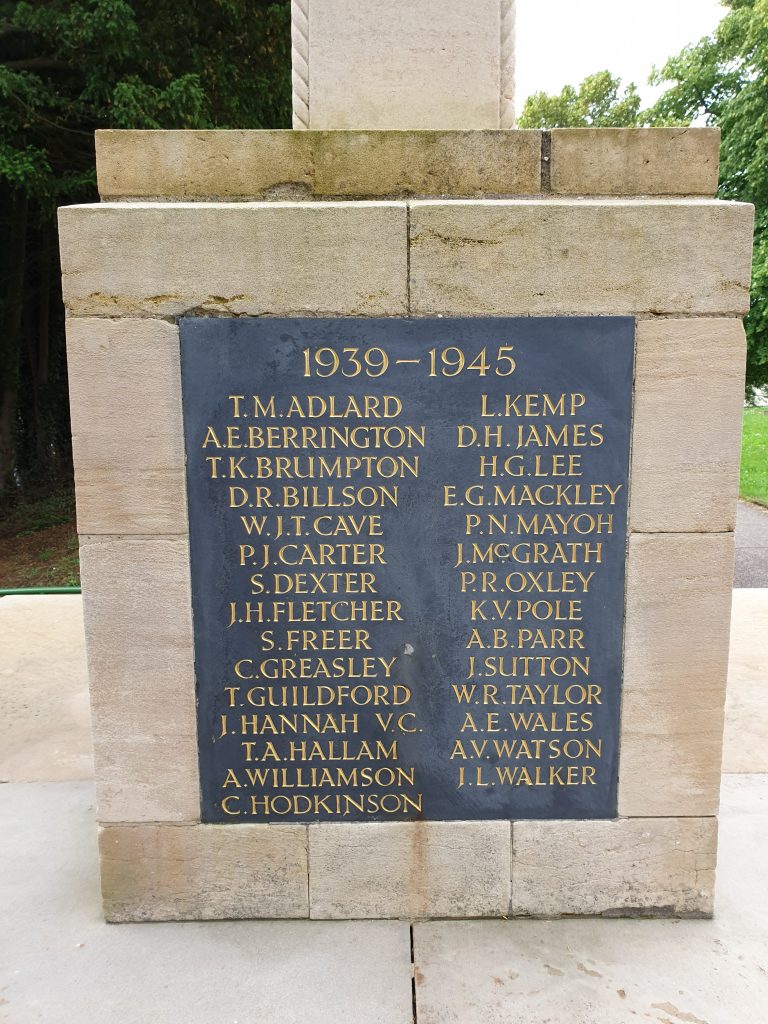 1939 – 1945
T. M. ADLARD
A. E. BERRINGTON
T. K. BRUMPTON
D. R. BILLSON
W. J. T. CAVE
P. J. CARTER
S. DEXTER
J. H. FLETCHER
S. FREER
C. GREASLEY
T. GUILDFORD
J. HANNAH V.C.
T. A. HALLAM
A. WILLIAMSON
C. HODKINSON
L. KEMP
D. H. JAMES
H. G. LEE
E. G. MACKLEY
P. N. MAYOH
J. McGRATH
P. R. OXLEY
K. V. POLE
A. B. PARR
J. SUTTON
W. R. TAYLOR
A. E. WALES
A. V. WATSON
J. L. WALKER